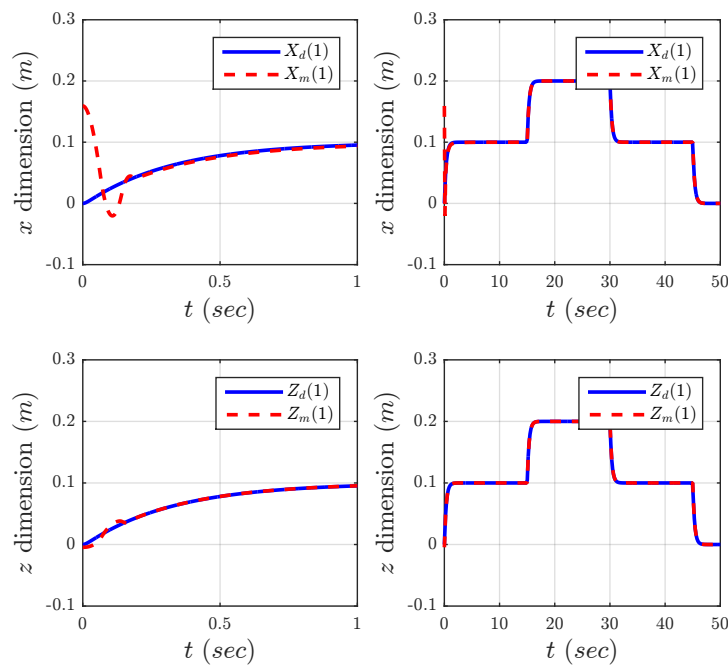 0.3
0.2
0.1
0
-0.1
x dimension (m)
X_d(1)
X_m(1)
0 0.5 1
t (sec)
0.3
0.2
0.1
0
-0.1
x dimension (m)
X_d(1)
X_m(1)
0 10 20 30 40 50
t (sec)
0.3
0.2
0.1
0
-0.1
z dimension (m)
Z_d(1)
Z_m(1)
0 0.5 1
t (sec)
0.3
0.2
0.1
0
-0.1
z dimension (m)
Z_d(1)
Z_m(1)
0 10 20 30 40 50
t (sec)